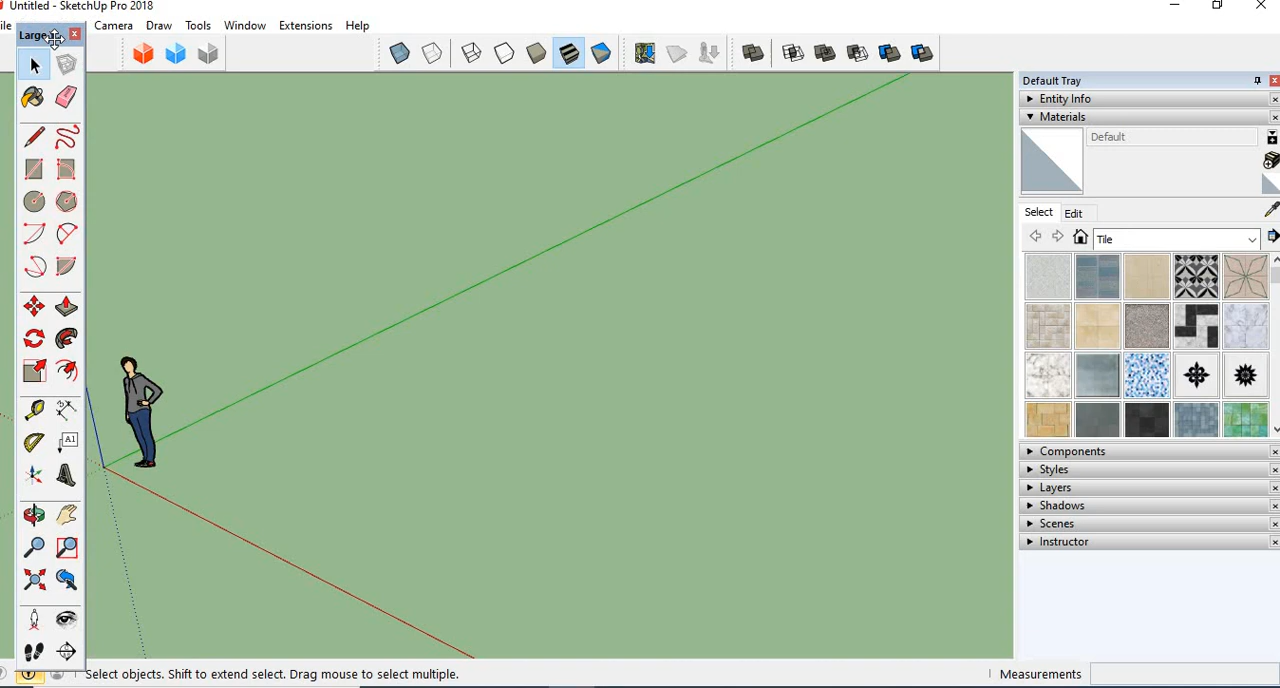 Untitled - SketchUp Pro 2018
ile Camera Draw Tools Window Extensions Help
Large
Default Tray
Entity Info
Materials
Default
Select Edit
Tile
A1
Components
Styles
Layers
Shadows
Scenes
Instructor
Select objects. Shift to extend select. Drag mouse to select multiple.
Measurements